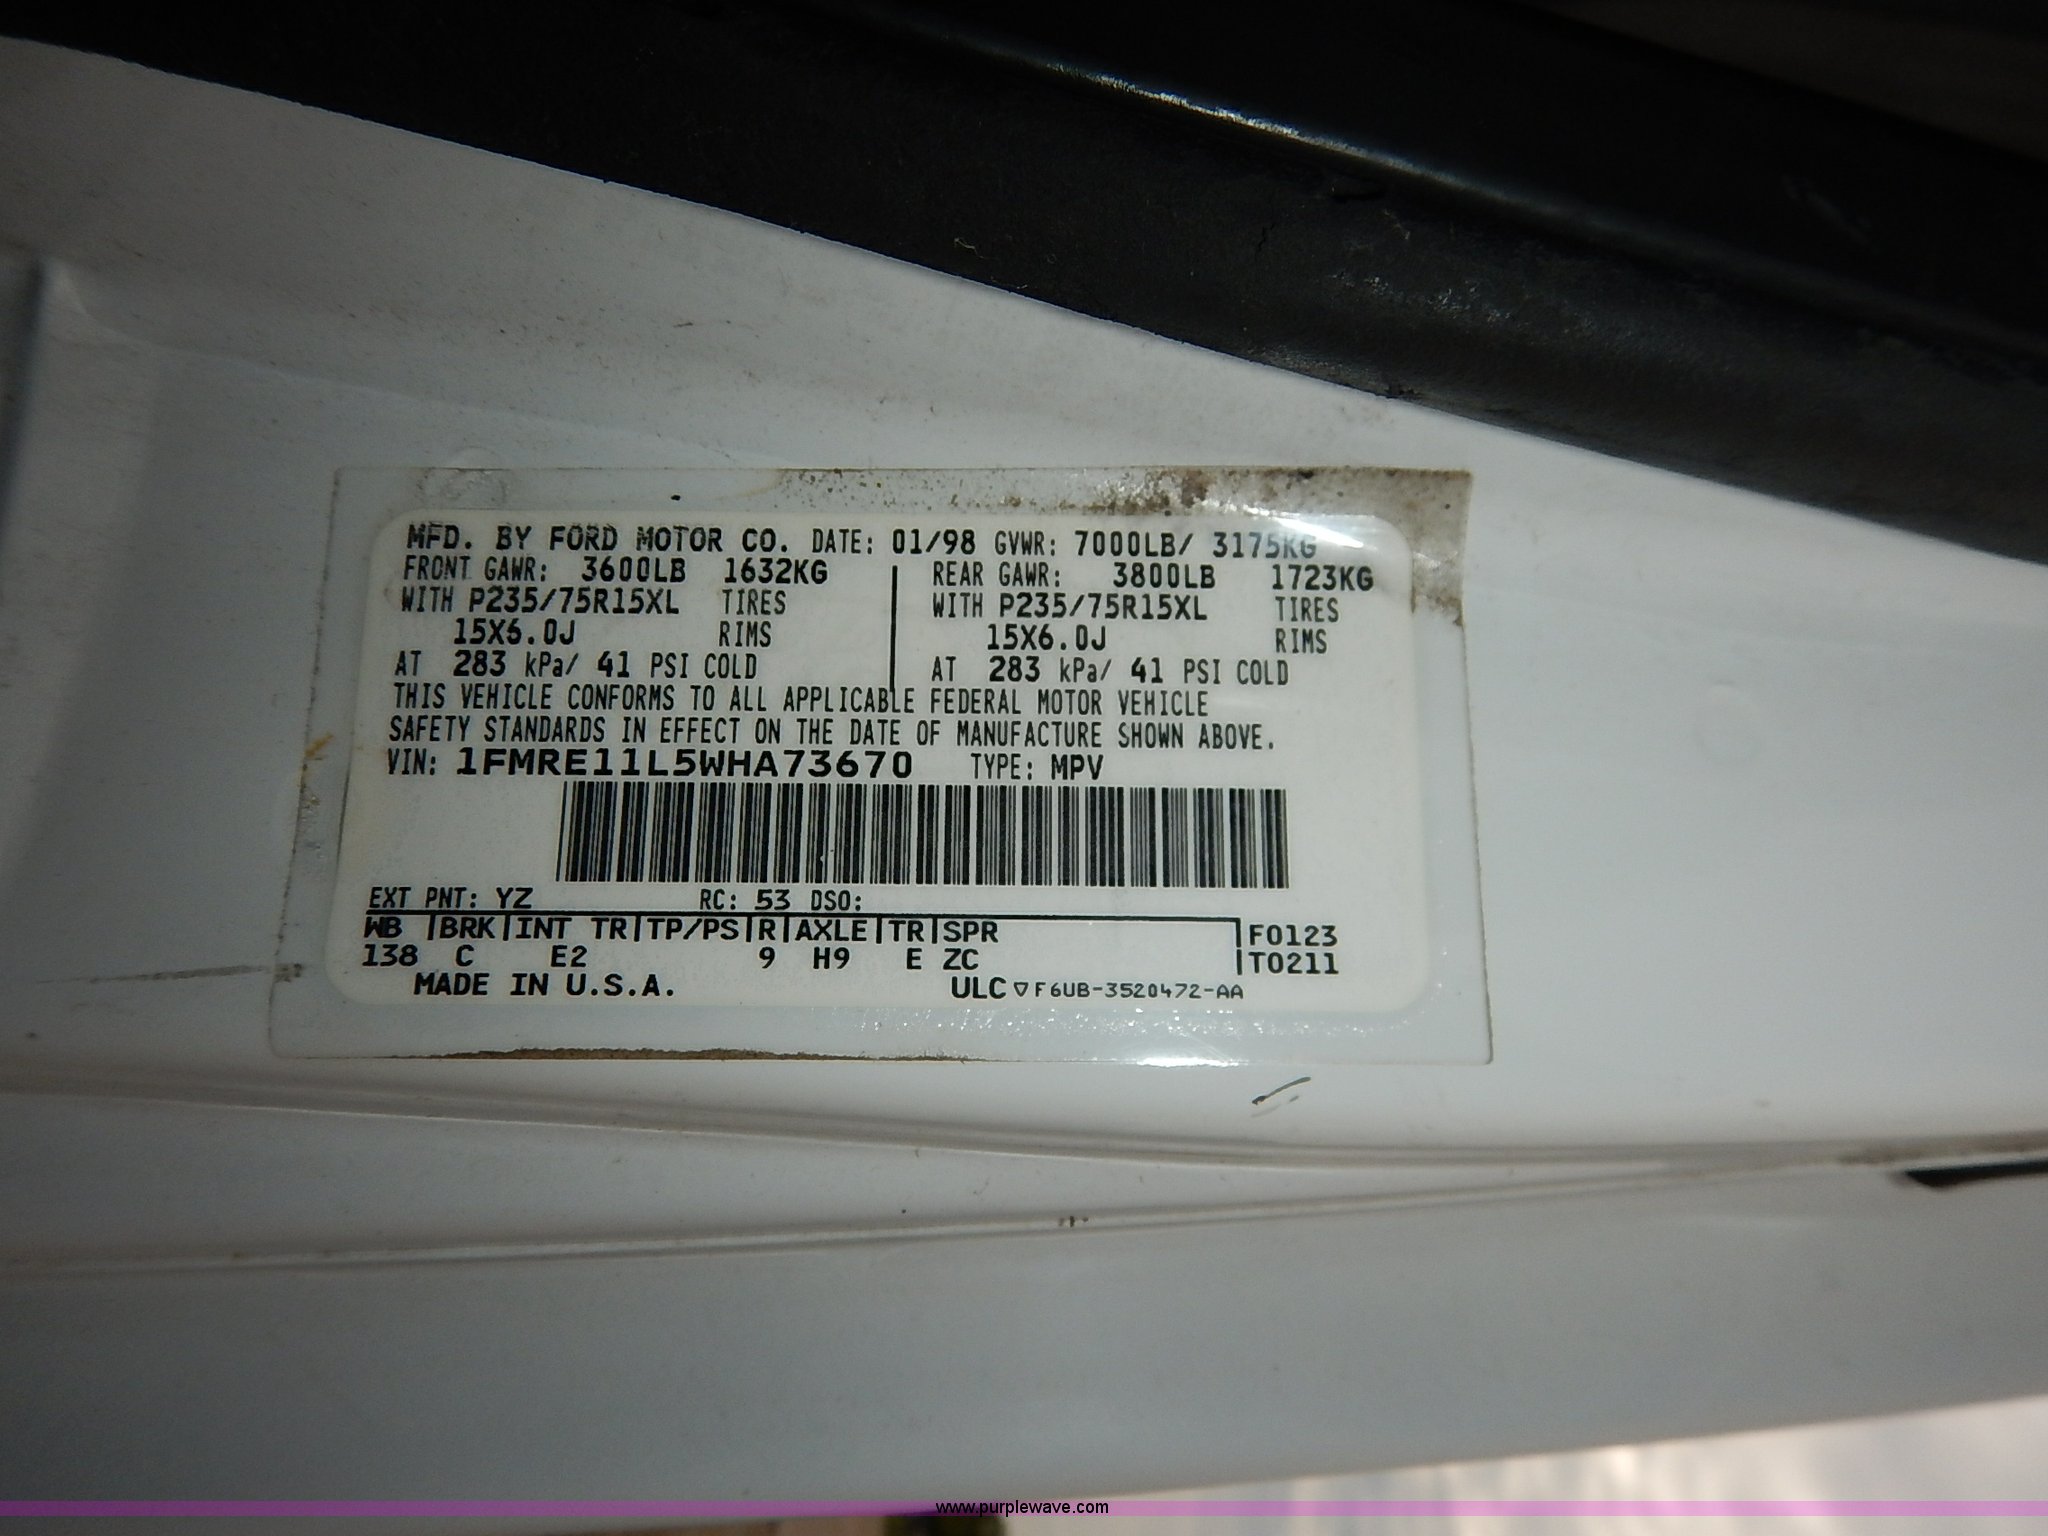 MFD. BY FORD MOTOR CO. DATE: 01/98 GVWR: 7000LB/ 3175KG
FRONT GAWR: 3600LB 1632KG REAR GAWR: 3800LB 1723KG
WITH P235/75R15XL TIRES WITH P235/75R15XL TIRES
15X6.0J RIMS 15X6.0J RIMS
AT 283 kPa/ 41 PSI COLD AT 283 kPa/ 41 PSI COLD
THIS VEHICLE CONFORMS TO ALL APPLICABLE FEDERAL MOTOR VEHICLE
SAFETY STANDARDS IN EFFECT ON THE DATE OF MANUFACTURE SHOWN ABOVE.
VIN: 1FMRE11L5WHA73670 TYPE: MPV
EXT PNT: YZ RC: 53 DSO:
WB BRK INT TR TP/PS R AXLE TR SPR F0123
138 C E2 9 H9 E ZC T0211
MADE IN U.S.A. ULC ▽ F6UB-3520472-AA
www.purplewave.com